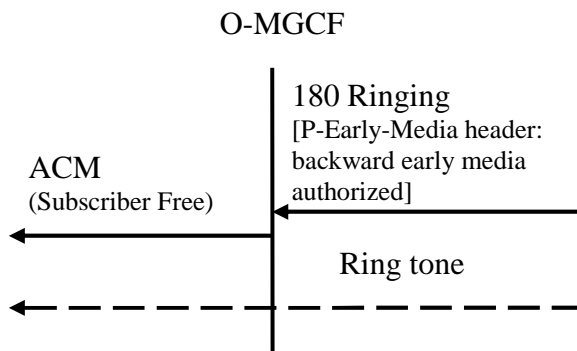 O-MGCF
180 Ringing
[P-Early-Media header:
backward early media
authorized]
ACM
(Subscriber Free)
Ring tone